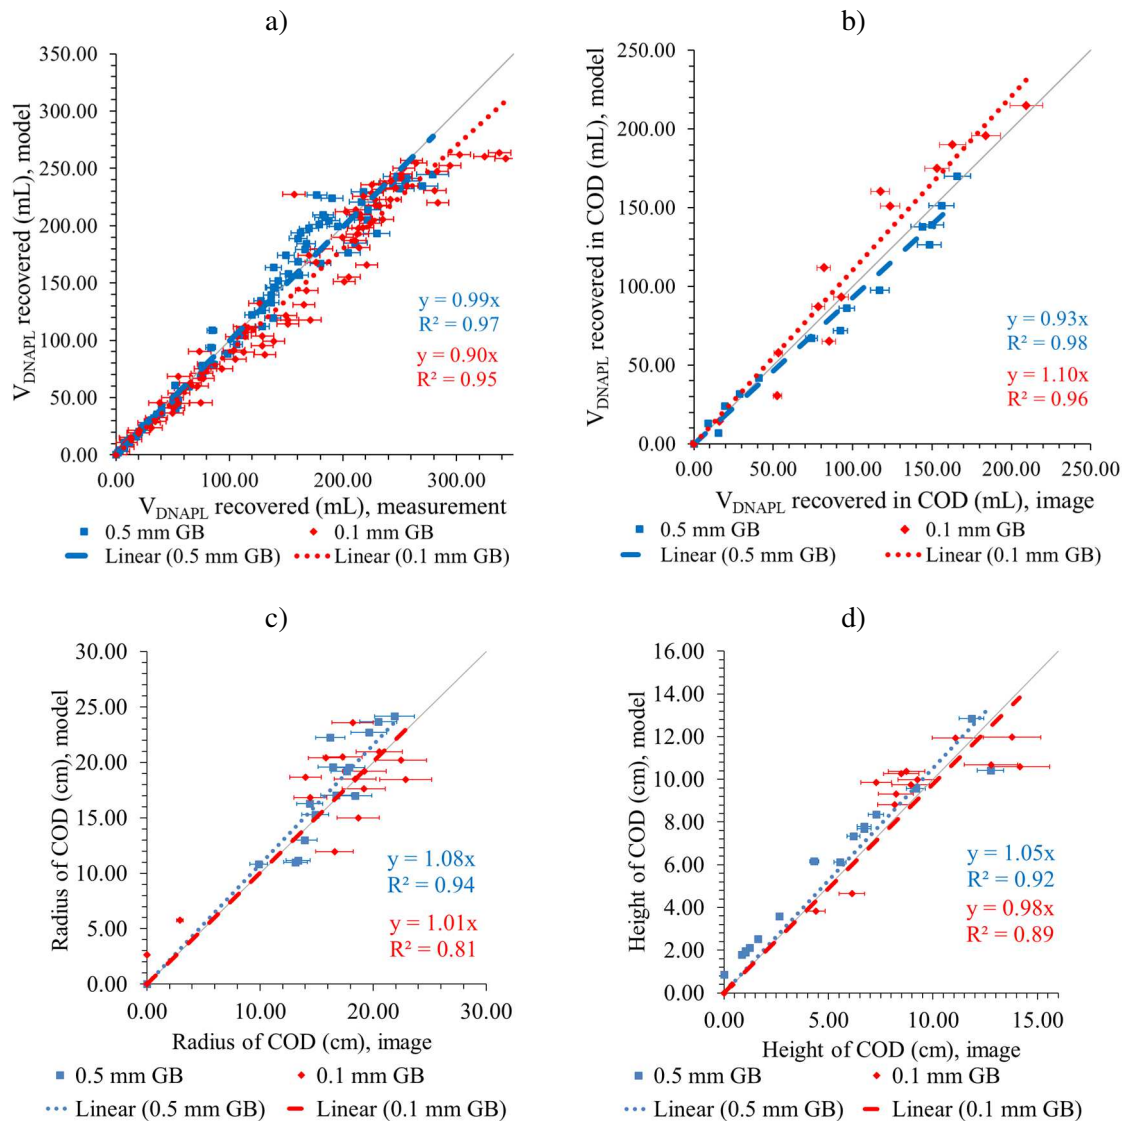 a)
350.00
300.00
250.00
200.00
150.00
100.00
50.00
0.00
V_DNAPL recovered (mL), model
y = 0.99x
R² = 0.97
y = 0.90x
R² = 0.95
0.00 100.00 200.00 300.00
V_DNAPL recovered (mL), measurement
0.5 mm GB 0.1 mm GB
Linear (0.5 mm GB) Linear (0.1 mm GB)
b)
250.00
200.00
150.00
100.00
50.00
0.00
V_DNAPL recovered in COD (mL), model
y = 0.93x
R² = 0.98
y = 1.10x
R² = 0.96
0.00 50.00 100.00 150.00 200.00 250.00
V_DNAPL recovered in COD (mL), image
0.5 mm GB 0.1 mm GB
Linear (0.5 mm GB) Linear (0.1 mm GB)
c)
30.00
25.00
20.00
15.00
10.00
5.00
0.00
Radius of COD (cm), model
y = 1.08x
R² = 0.94
y = 1.01x
R² = 0.81
0.00 10.00 20.00 30.00
Radius of COD (cm), image
0.5 mm GB 0.1 mm GB
Linear (0.5 mm GB) Linear (0.1 mm GB)
d)
16.00
14.00
12.00
10.00
8.00
6.00
4.00
2.00
0.00
Height of COD (cm), model
y = 1.05x
R² = 0.92
y = 0.98x
R² = 0.89
0.00 5.00 10.00 15.00
Height of COD (cm), image
0.5 mm GB 0.1 mm GB
Linear (0.5 mm GB) Linear (0.1 mm GB)